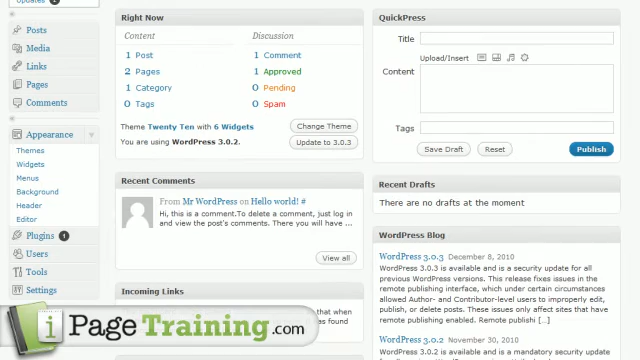 Updates 1
Posts
Media
Links
Pages
Comments
Appearance
Themes
Widgets
Menus
Background
Header
Editor
Plugins 1
Users
Tools
Settings
Right Now
Content
Discussion
1 Post
1 Comment
2 Pages
1 Approved
1 Category
0 Pending
0 Tags
0 Spam
Theme Twenty Ten with 6 Widgets
Change Theme
You are using WordPress 3.0.2.
Update to 3.0.3
Recent Comments
From Mr WordPress on Hello world! #
Hi, this is a comment.To delete a comment, just log in
and view the post's comments. There you will have ...
View all
Incoming Links
that when
as found
QuickPress
Title
Upload/Insert
Content
Tags
Save Draft
Reset
Publish
Recent Drafts
There are no drafts at the moment
WordPress Blog
WordPress 3.0.3 December 8, 2010
WordPress 3.0.3 is available and is a security update for all
previous WordPress versions. This release fixes issues in the
remote publishing interface, which under certain circumstances
allowed Author- and Contributor-level users to improperly edit,
publish, or delete posts. These issues only affect sites that have
remote publishing enabled. Remote publishi [...]
WordPress 3.0.2 November 30, 2010
WordPress 3.0.2 is available and is a mandatory security
i PageTraining.com